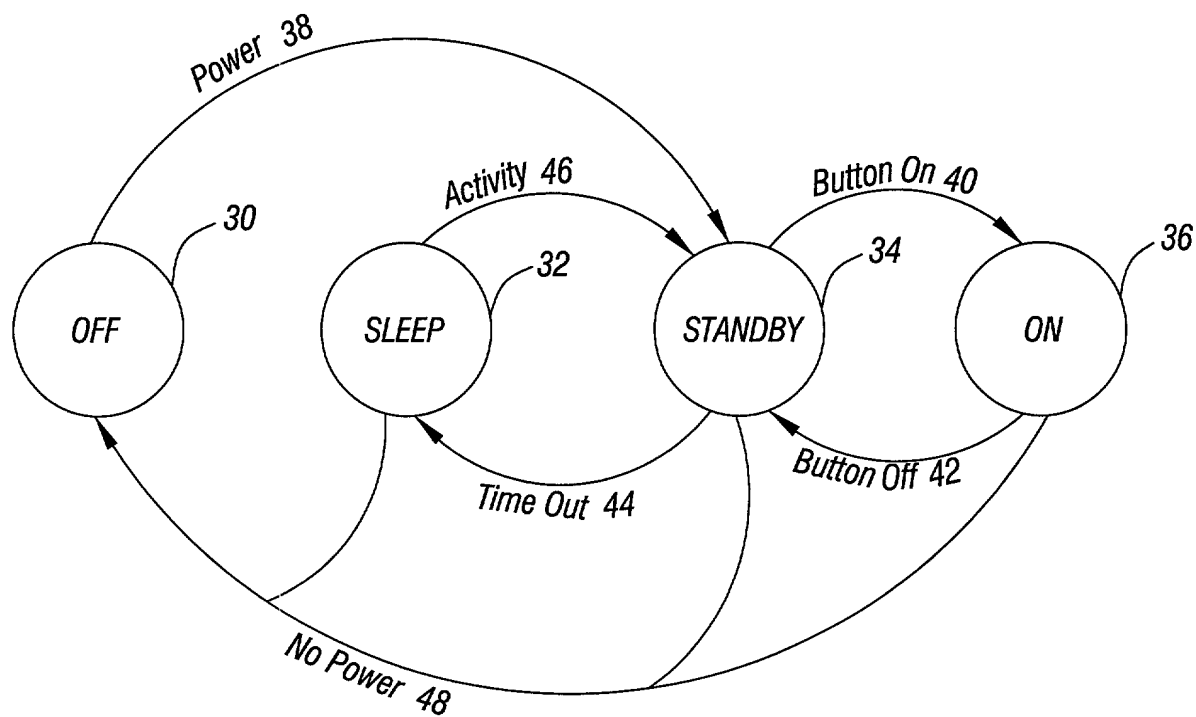 Power 38
Activity 46
Button On 40
30
32
34
36
OFF
SLEEP
STANDBY
ON
Button Off 42
Time Out 44
No Power 48